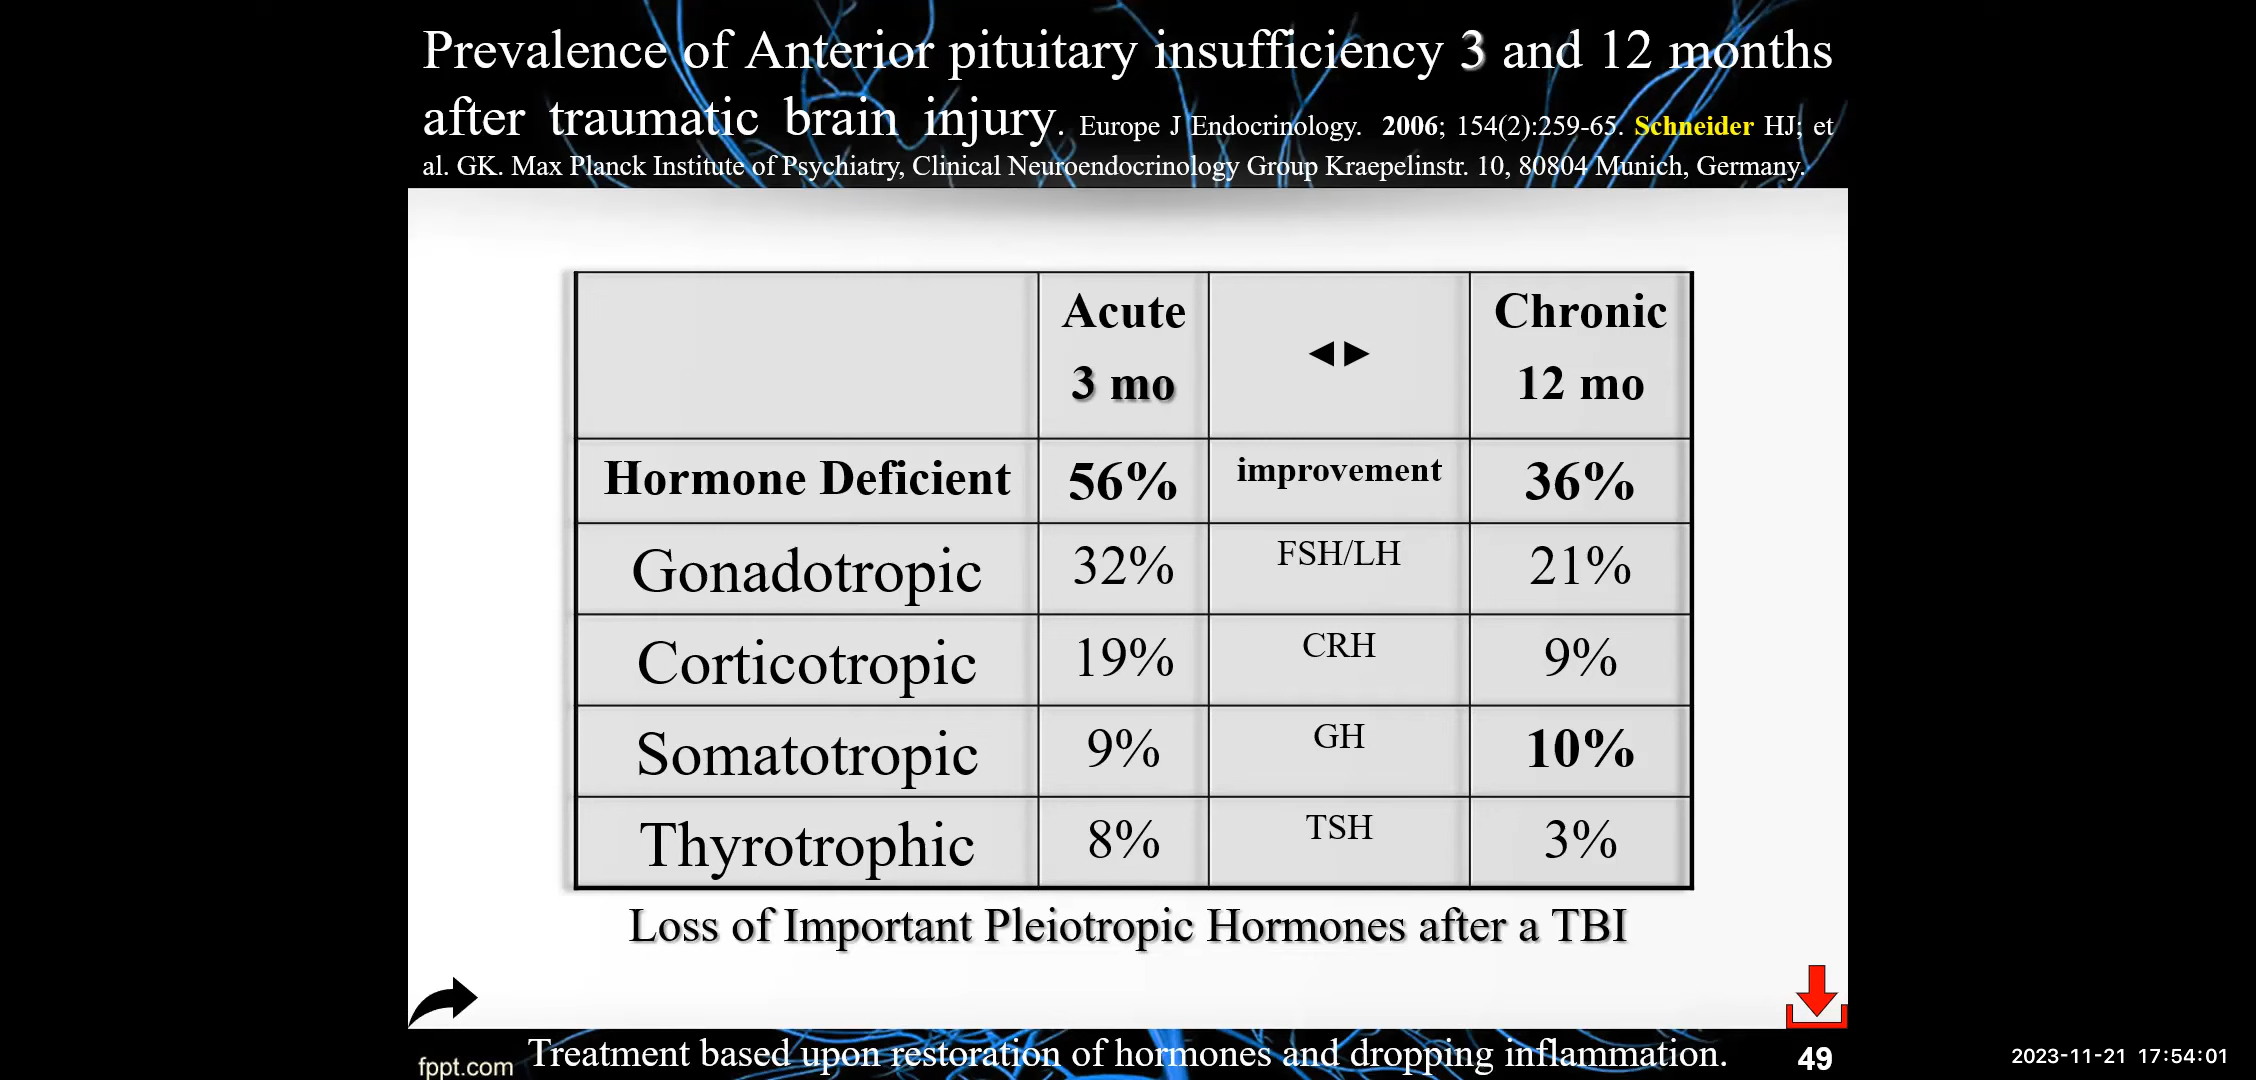 Prevalence of Anterior pituitary insufficiency 3 and 12 months
after traumatic brain injury. Europe J Endocrinology. 2006; 154(2):259-65. Schneider HJ; et
al. GK. Max Planck Institute of Psychiatry, Clinical Neuroendocrinology Group Kraepelinstr. 10, 80804 Munich, Germany.
Acute ◄► Chronic
3 mo 12 mo
Hormone Deficient 56% improvement 36%
Gonadotropic 32% FSH/LH 21%
Corticotropic 19% CRH 9%
Somatotropic 9% GH 10%
Thyrotrophic 8% TSH 3%
Loss of Important Pleiotropic Hormones after a TBI
fppt.com Treatment based upon restoration of hormones and dropping inflammation. 49
2023-11-21 17:54:01